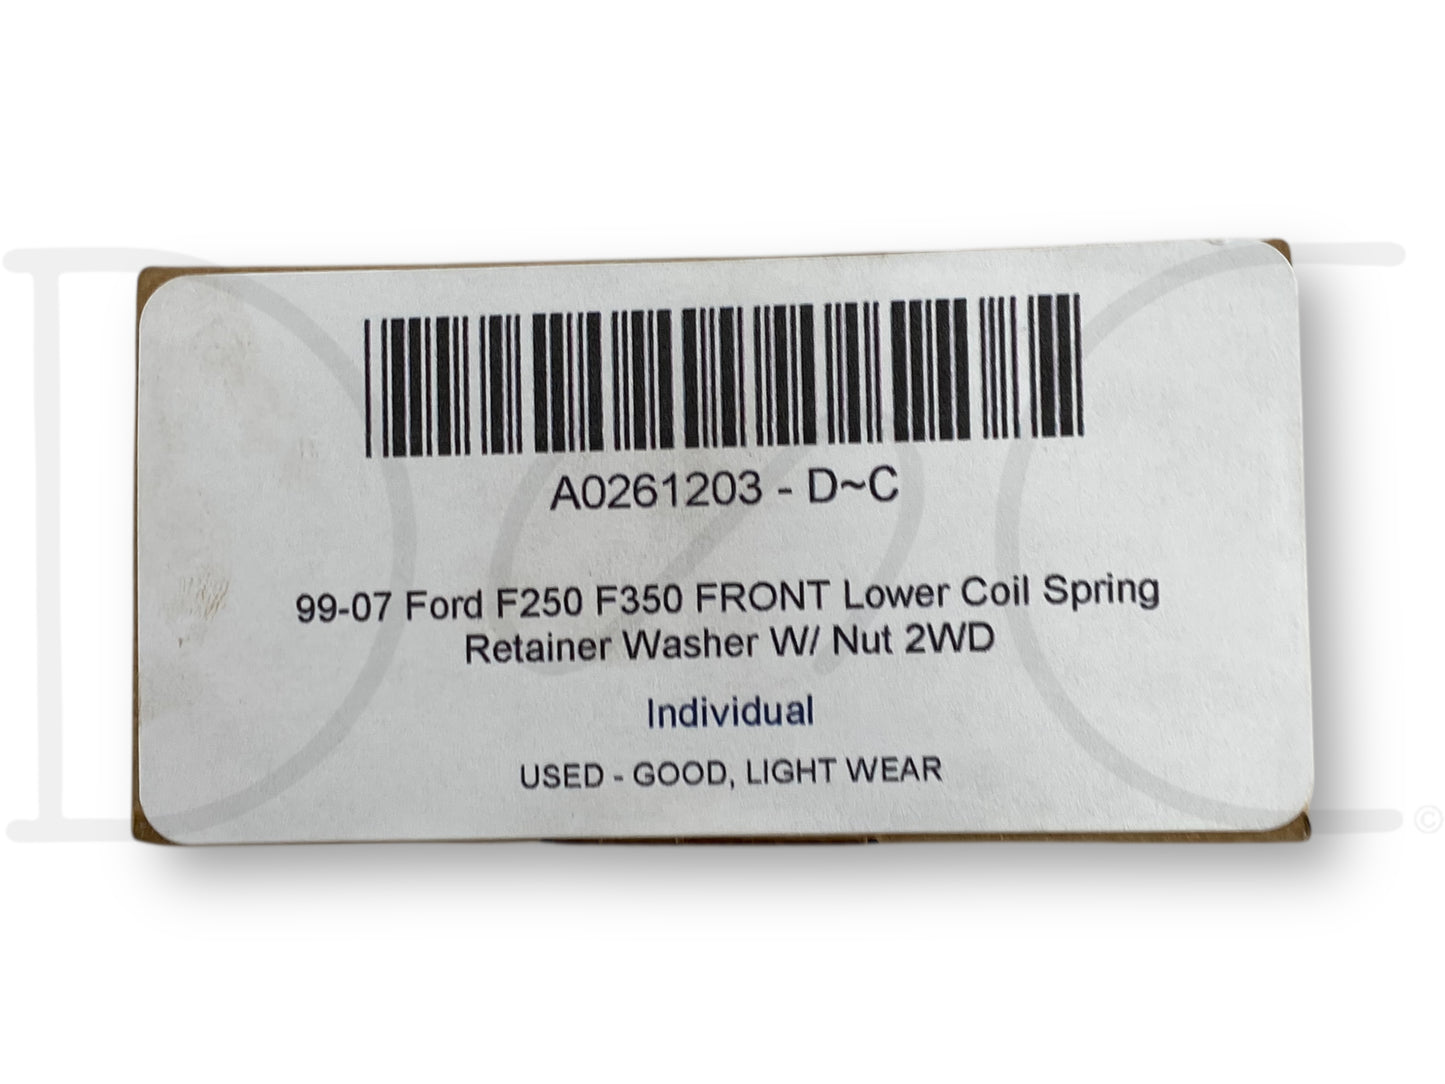 A0261203 - D~C
99-07 Ford F250 F350 FRONT Lower Coil Spring
Retainer Washer W/ Nut 2WD
Individual
USED - GOOD, LIGHT WEAR
D~C ©